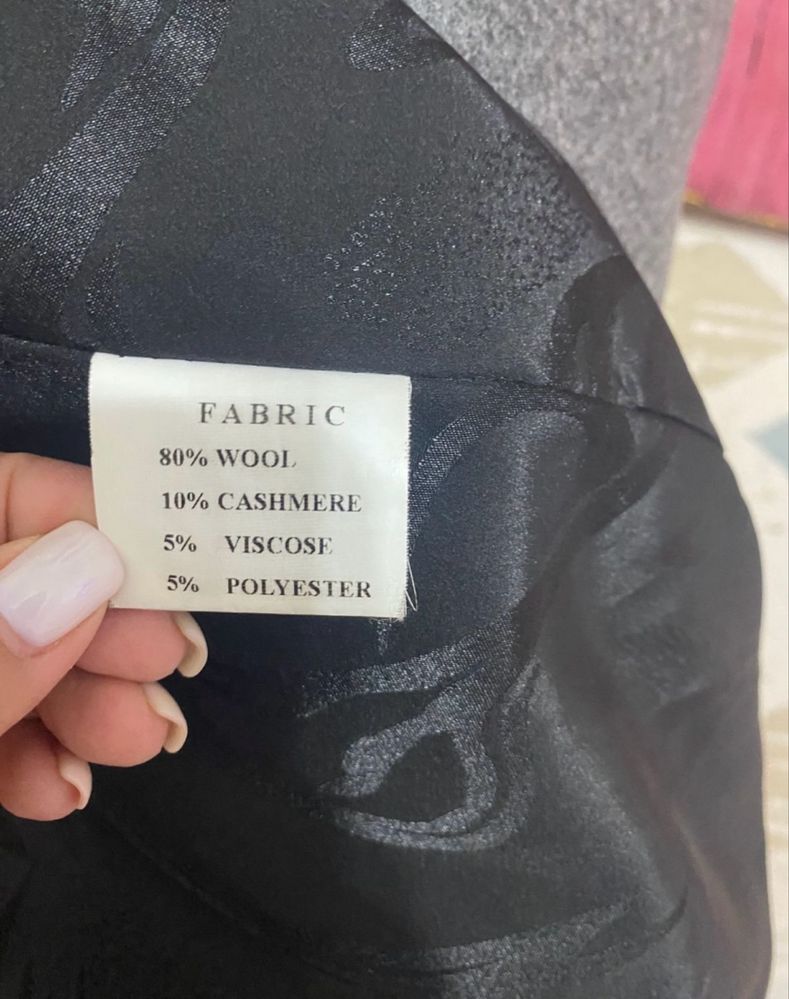 FABRIC
80% WOOL
10% CASHMERE
5% VISCOSE
5% POLYESTER